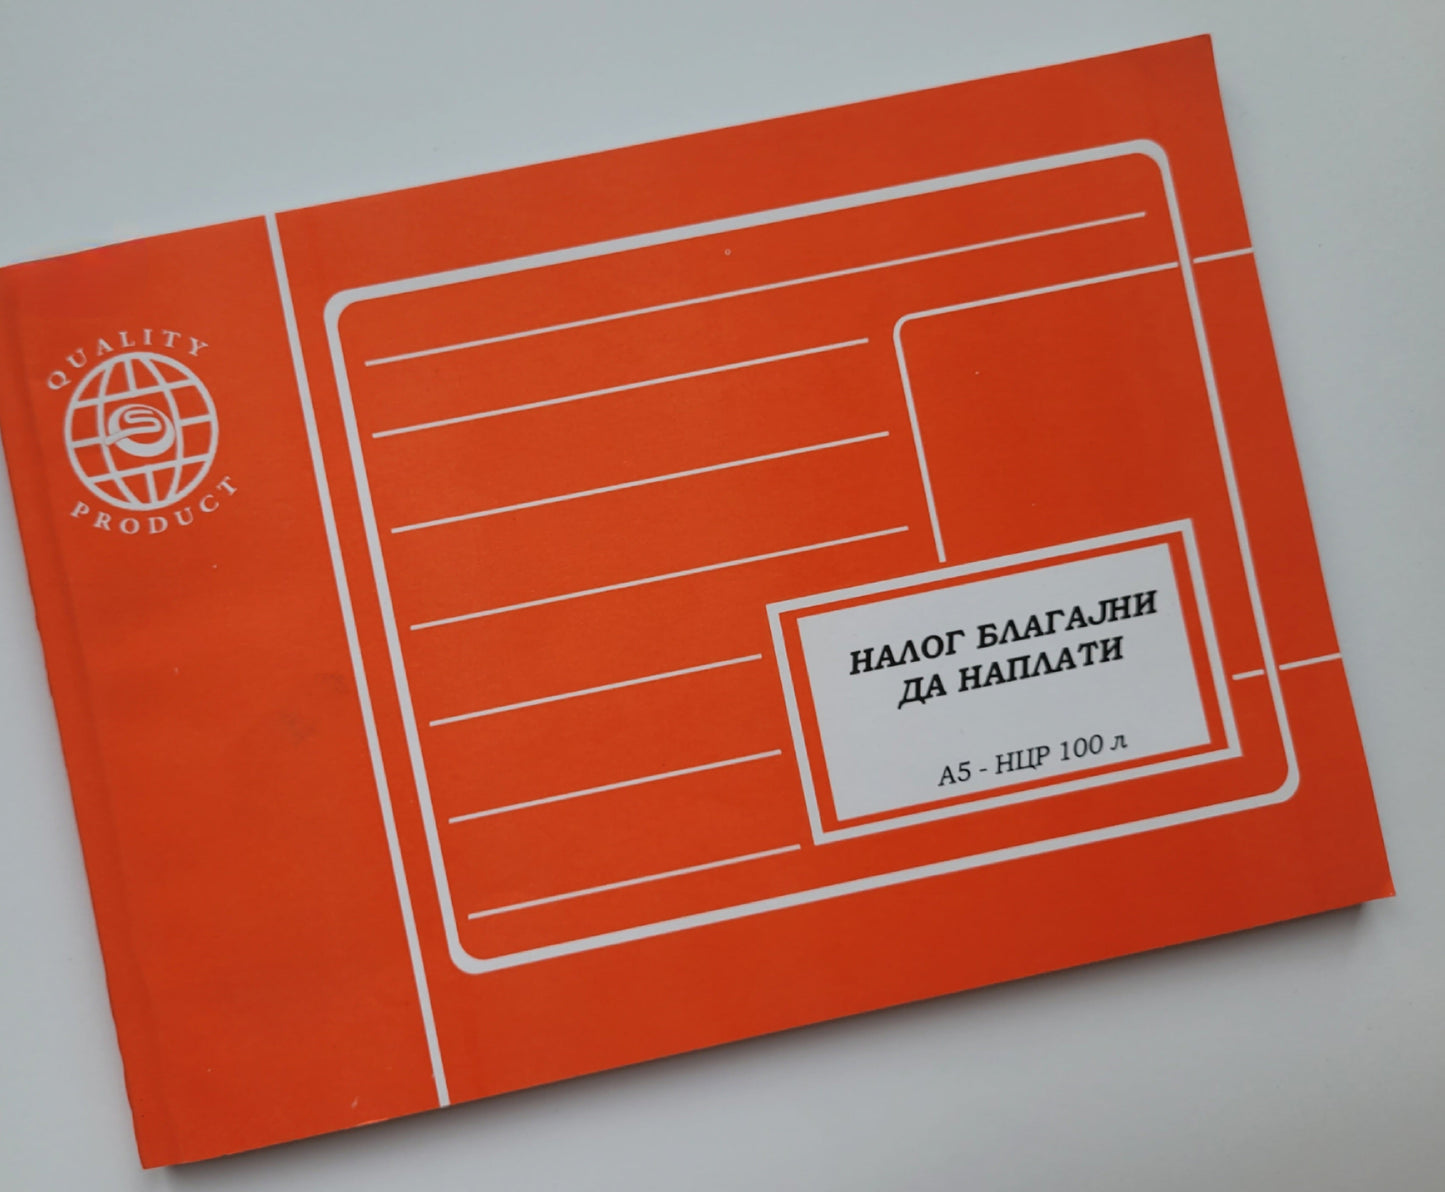 QUALITY
S
PRODUCT
НАЛОГ БЛАГАЈНИ
ДА НАПЛАТИ
А5 - НЦР 100 л